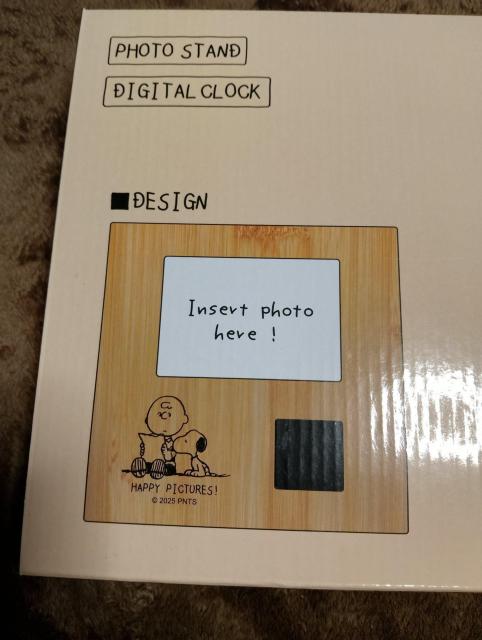 PHOTO STAND
DIGITAL CLOCK
■DESIGN
Insert photo
here !
HAPPY PICTURES!
© 2025 PNTS